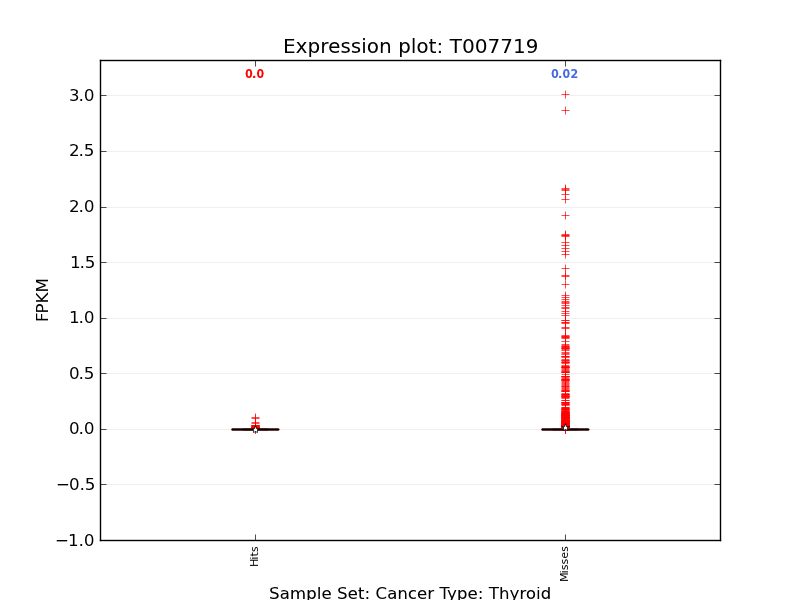 Expression plot: T007719
0.0
0.02
3.0
2.5
2.0
1.5
1.0
0.5
0.0
−0.5
−1.0
FPKM
Hits
Misses
Sample Set: Cancer Type: Thyroid